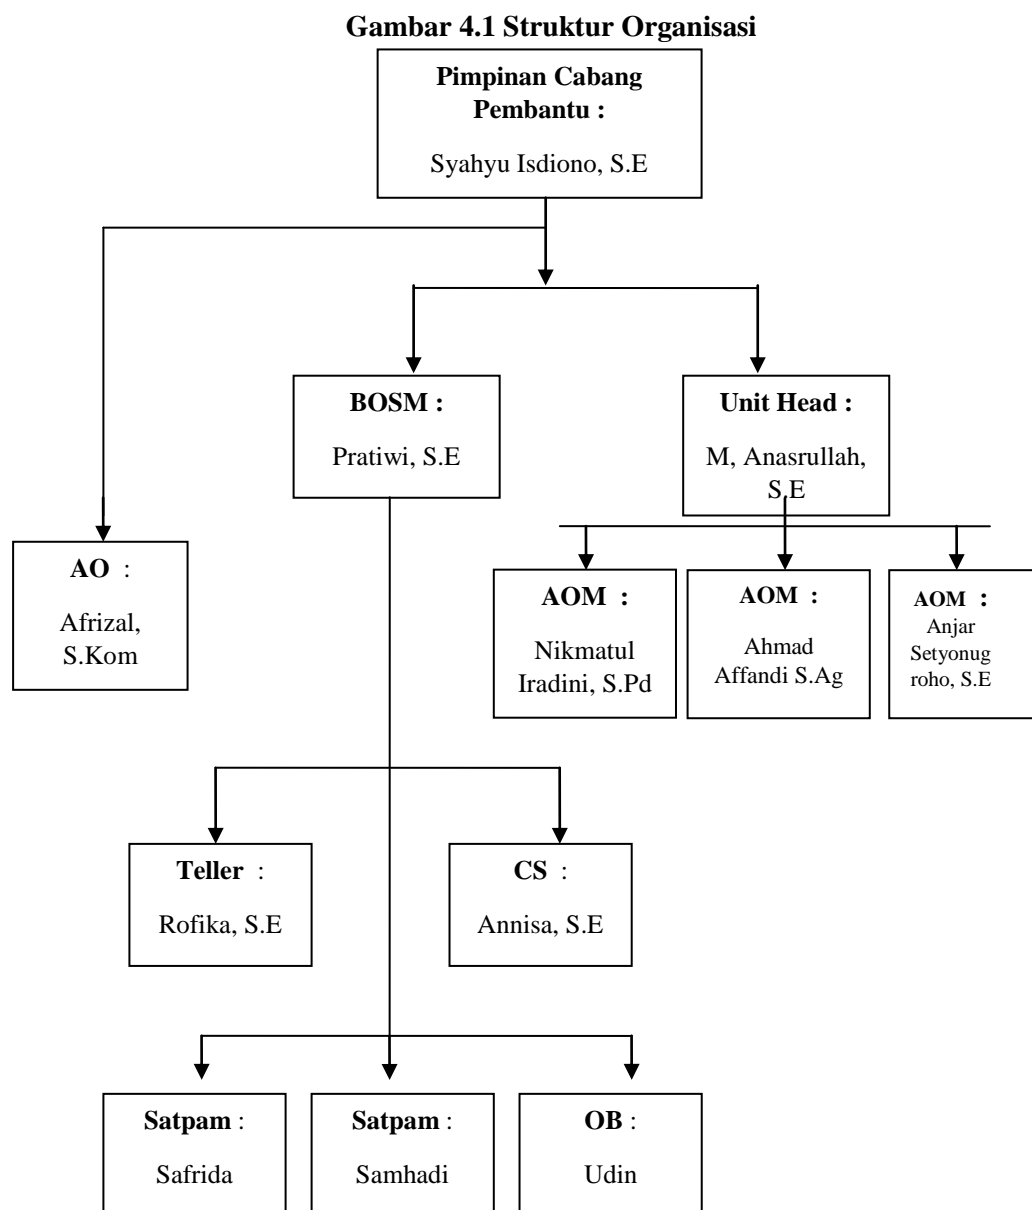 Gambar 4.1 Struktur Organisasi
Pimpinan Cabang
Pembantu :
Syahyu Isdiono, S.E
BOSM :
Pratiwi, S.E
Unit Head :
M, Anasrullah,
S.E
AO :
Afrizal,
S.Kom
AOM :
Nikmatul
Iradini, S.Pd
AOM :
Ahmad
Affandi S.Ag
AOM :
Anjar
Setyonug
roho, S.E
Teller :
Rofika, S.E
CS :
Annisa, S.E
Satpam :
Safrida
Satpam :
Samhadi
OB :
Udin